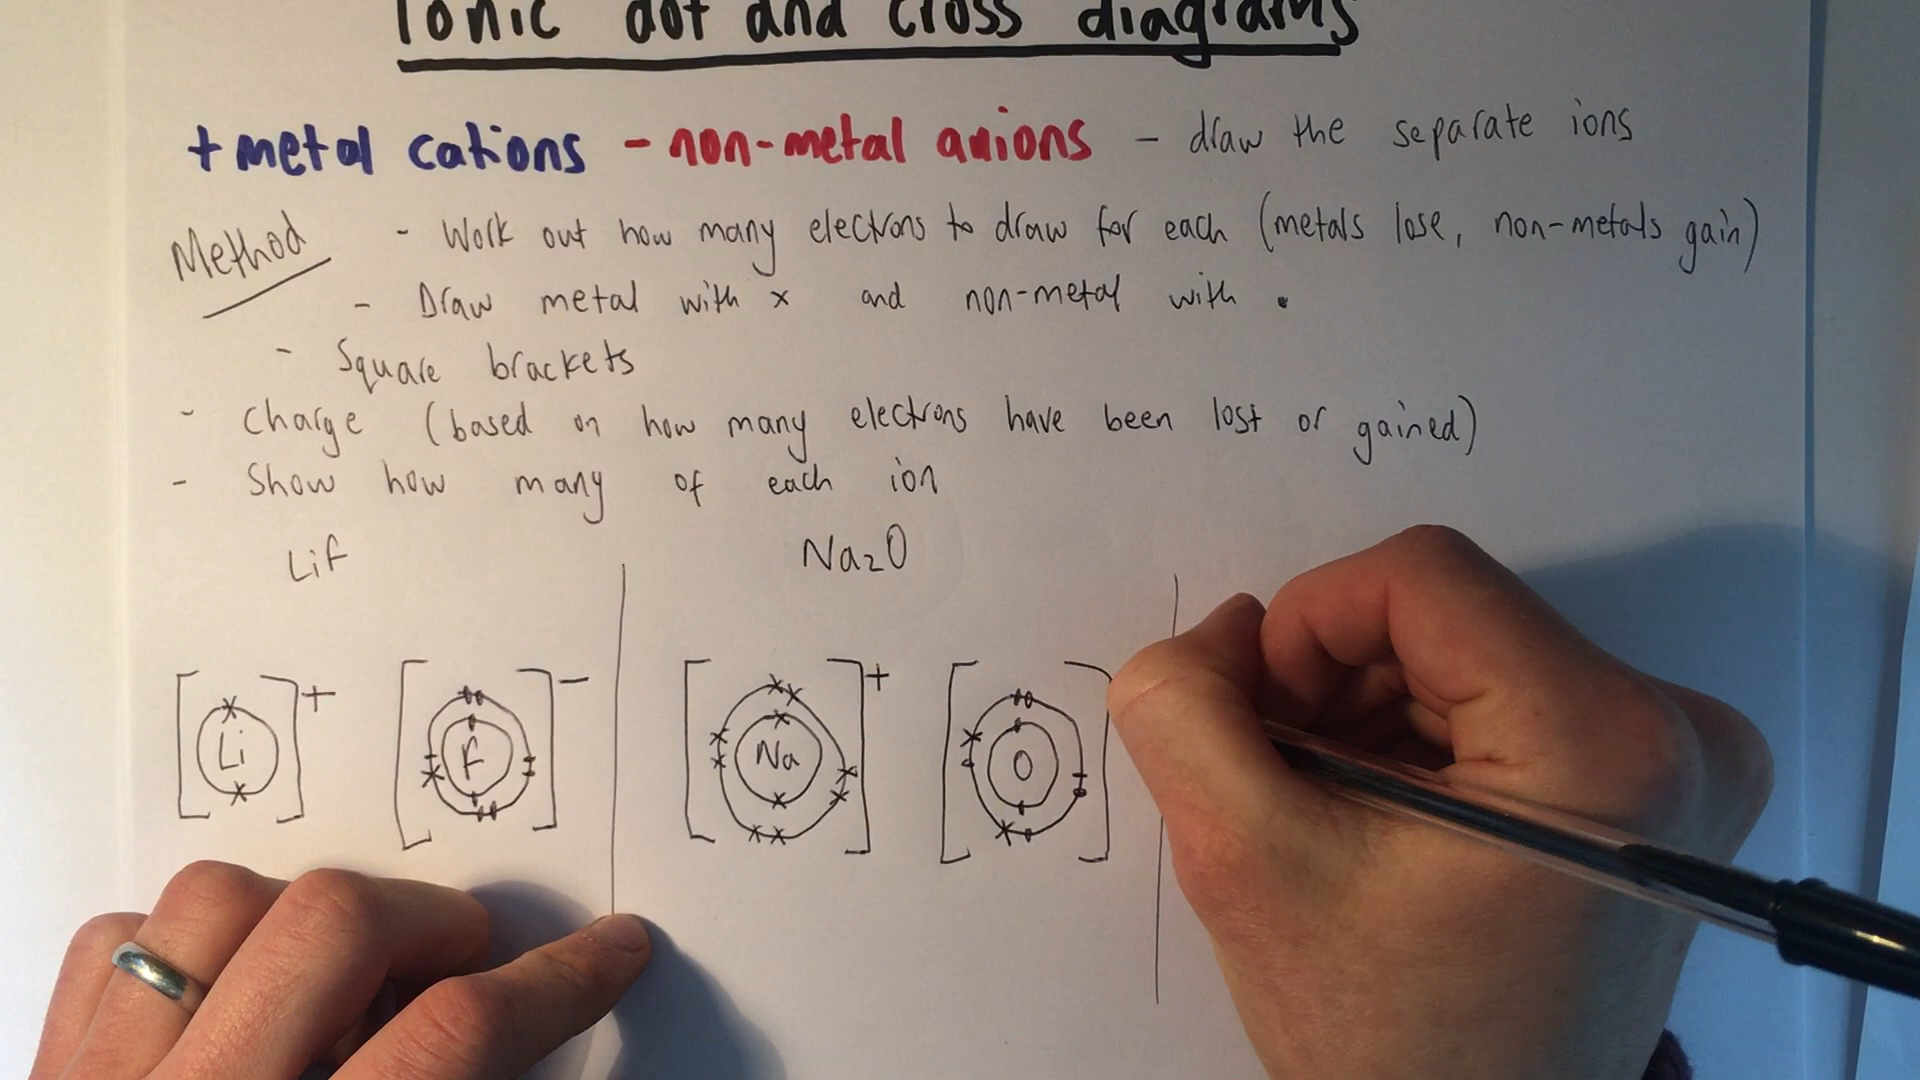 Ionic dot and cross diagrams
+ metal cations - non-metal anions - draw the separate ions
Method - Work out how many electrons to draw for each (metals lose, non-metals gain)
- Draw metal with x and non-metal with •
- Square brackets
- Charge (based on how many electrons have been lost or gained)
- Show how many of each ion
LiF Na₂O
[Li]+ [F]- [Na]+ [O]